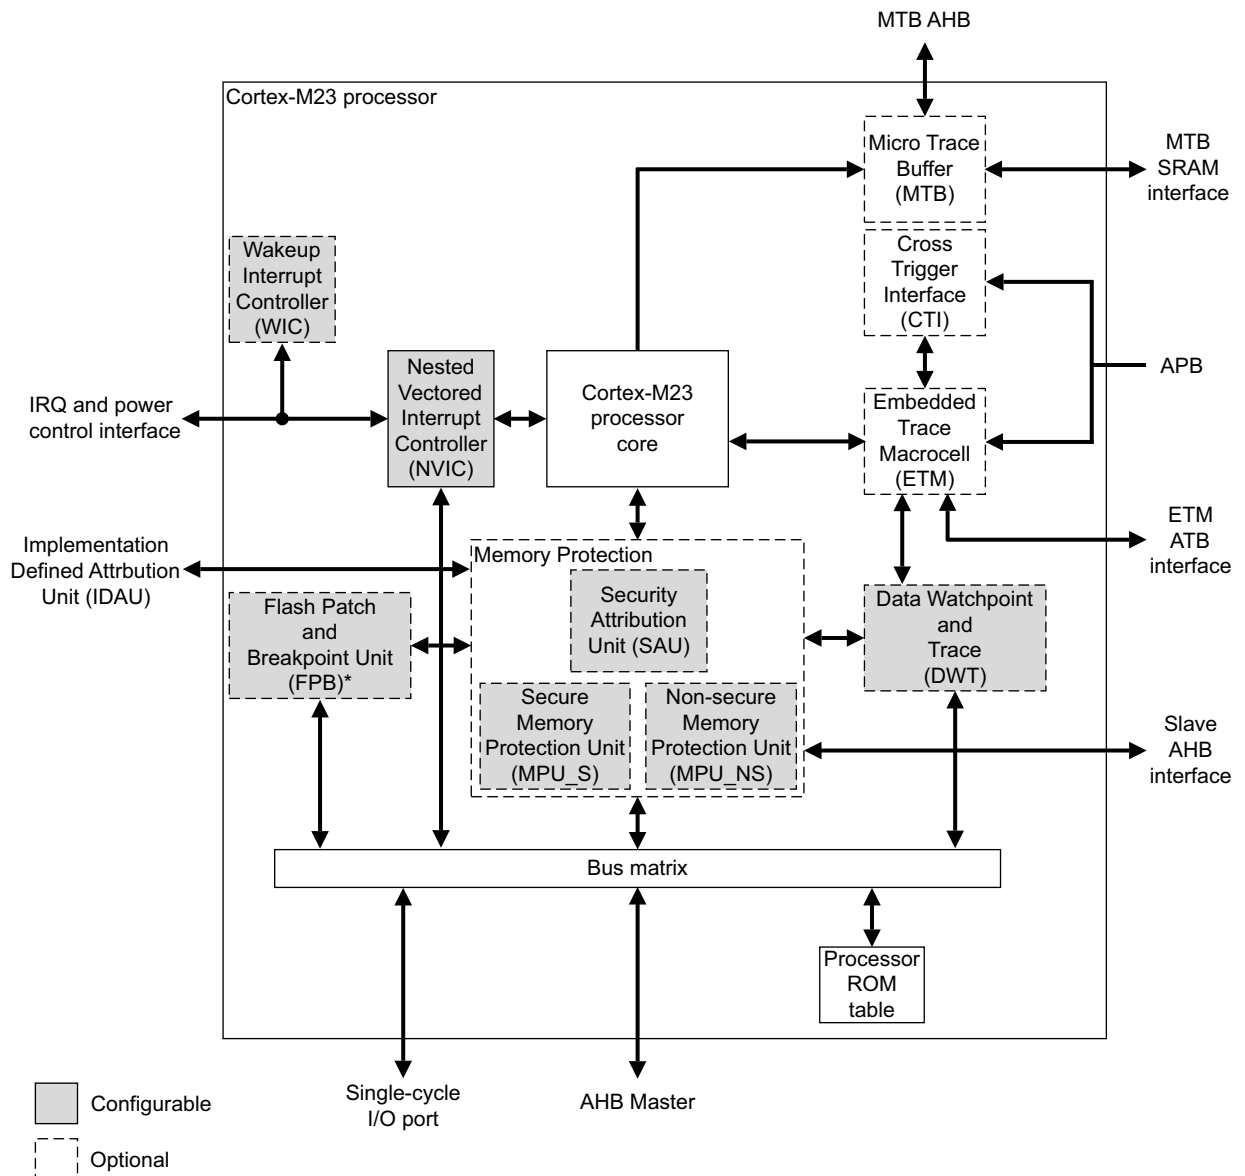 MTB AHB
Cortex-M23 processor
Micro Trace
Buffer
(MTB)
MTB
SRAM
interface
Wakeup
Interrupt
Controller
(WIC)
Cross
Trigger
Interface
(CTI)
Nested
Vectored
Interrupt
Controller
(NVIC)
Cortex-M23
processor
core
APB
IRQ and power
control interface
Embedded
Trace
Macrocell
(ETM)
ETM
ATB
interface
Implementation
Defined Attrbution
Unit (IDAU)
Memory Protection
Security
Attribution
Unit (SAU)
Flash Patch
and
Breakpoint Unit
(FPB)*
Data Watchpoint
and
Trace
(DWT)
Secure
Memory
Protection Unit
(MPU_S)
Non-secure
Memory
Protection Unit
(MPU_NS)
Slave
AHB
interface
Bus matrix
Processor
ROM
table
Single-cycle
I/O port
AHB Master
Configurable
Optional